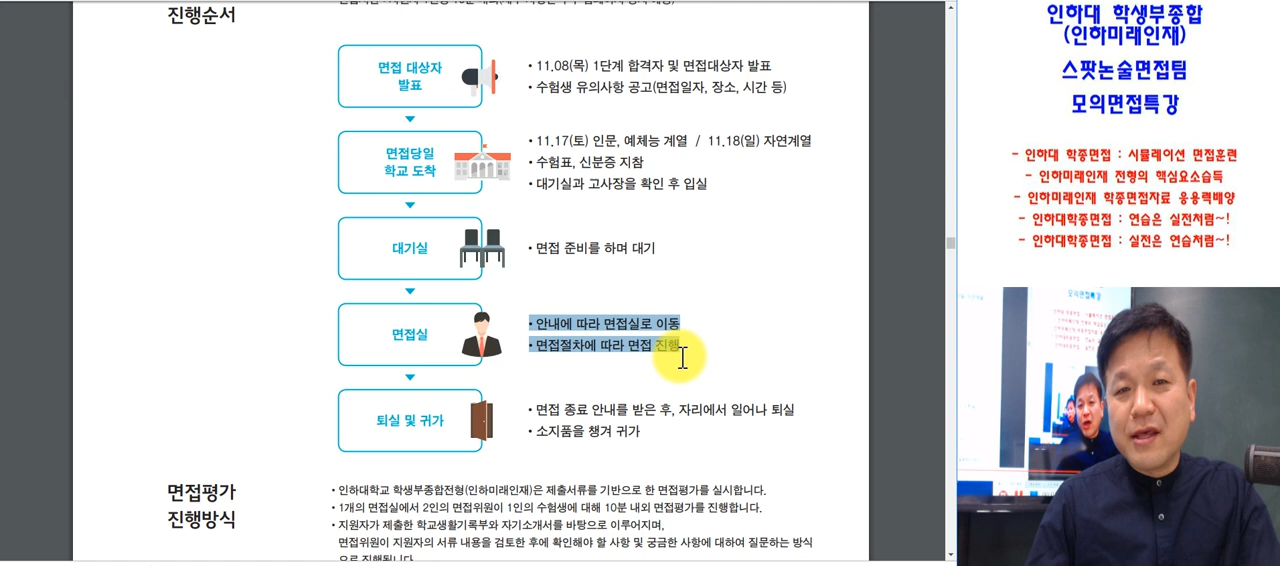 진행순서
면접 대상자
발표
• 11.08(목) 1단계 합격자 및 면접대상자 발표
• 수험생 유의사항 공고(면접일자, 장소, 시간 등)
면접당일
학교 도착
• 11.17(토) 인문, 예체능 계열 / 11.18(일) 자연계열
• 수험표, 신분증 지참
• 대기실과 고사장을 확인 후 입실
대기실
• 면접 준비를 하며 대기
면접실
• 안내에 따라 면접실로 이동
• 면접절차에 따라 면접 진행
퇴실 및 귀가
• 면접 종료 안내를 받은 후, 자리에서 일어나 퇴실
• 소지품을 챙겨 귀가
면접평가
진행방식
• 인하대학교 학생부종합전형(인하미래인재)은 제출서류를 기반으로 한 면접평가를 실시합니다.
• 1개의 면접실에서 2인의 면접위원이 1인의 수험생에 대해 10분 내외 면접평가를 진행합니다.
• 지원자가 제출한 학교생활기록부와 자기소개서를 바탕으로 이루어지며,
면접위원이 지원자의 서류 내용을 검토한 후에 확인해야 할 사항 및 궁금한 사항에 대하여 질문하는 방식
으로 진행됩니다
인하대 학생부종합
(인하미래인재)
스팟논술면접팀
모의면접특강
- 인하대 학종면접 : 시뮬레이션 면접훈련
- 인하미래인재 전형의 핵심요소습득
- 인하미래인재 학종면접자료 응용력배양
- 인하대학종면접 : 연습은 실전처럼~!
- 인하대학종면접 : 실전은 연습처럼~!
모의면접특강